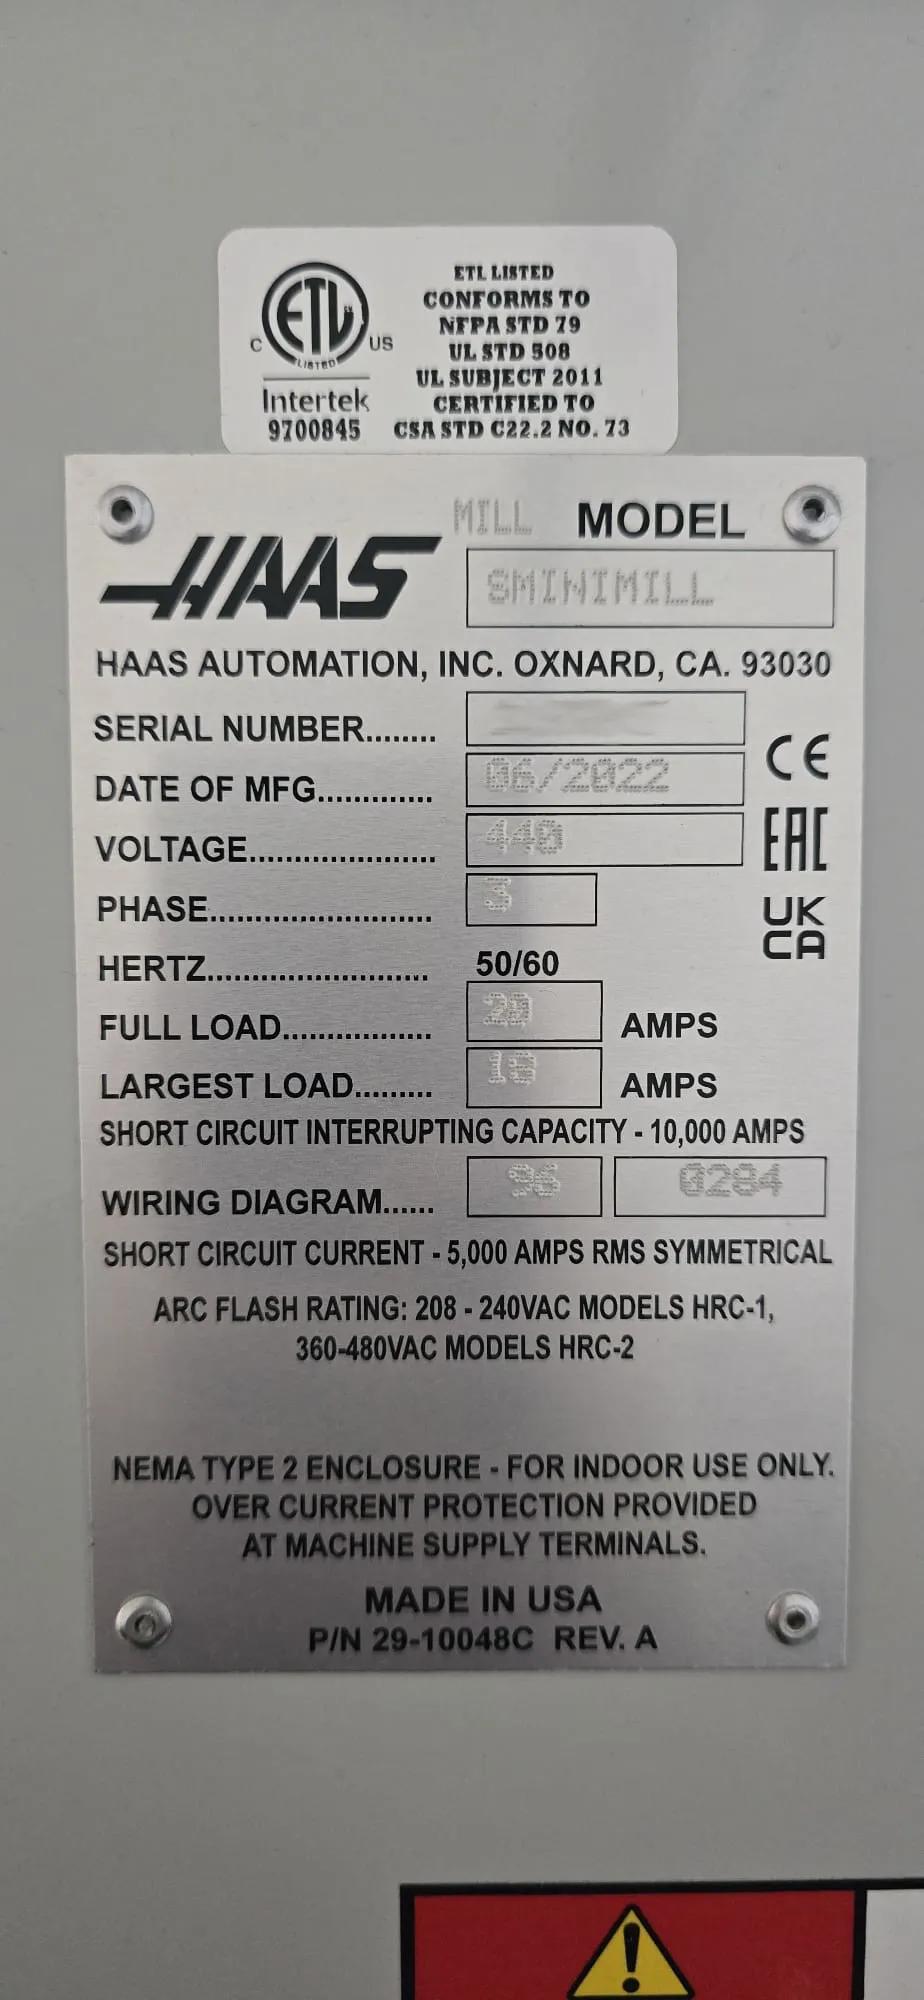 ETL LISTED
CONFORMS TO
NFPA STD 79
UL STD 508
UL SUBJECT 2011
CERTIFIED TO
CSA STD C22.2 NO. 73
C ETL US
LISTED
Intertek
9700845
MILL MODEL
HAAS SMINIMILL
HAAS AUTOMATION, INC. OXNARD, CA. 93030
SERIAL NUMBER........
DATE OF MFG............. 06/2022
VOLTAGE..................... 440
PHASE......................... 3
HERTZ......................... 50/60
FULL LOAD................ 20 AMPS
LARGEST LOAD......... 18 AMPS
SHORT CIRCUIT INTERRUPTING CAPACITY - 10,000 AMPS
WIRING DIAGRAM...... 96 0284
SHORT CIRCUIT CURRENT - 5,000 AMPS RMS SYMMETRICAL
ARC FLASH RATING: 208 - 240VAC MODELS HRC-1,
360-480VAC MODELS HRC-2
NEMA TYPE 2 ENCLOSURE - FOR INDOOR USE ONLY.
OVER CURRENT PROTECTION PROVIDED
AT MACHINE SUPPLY TERMINALS.
MADE IN USA
P/N 29-10048C REV. A
CE
EAC
UK
CA